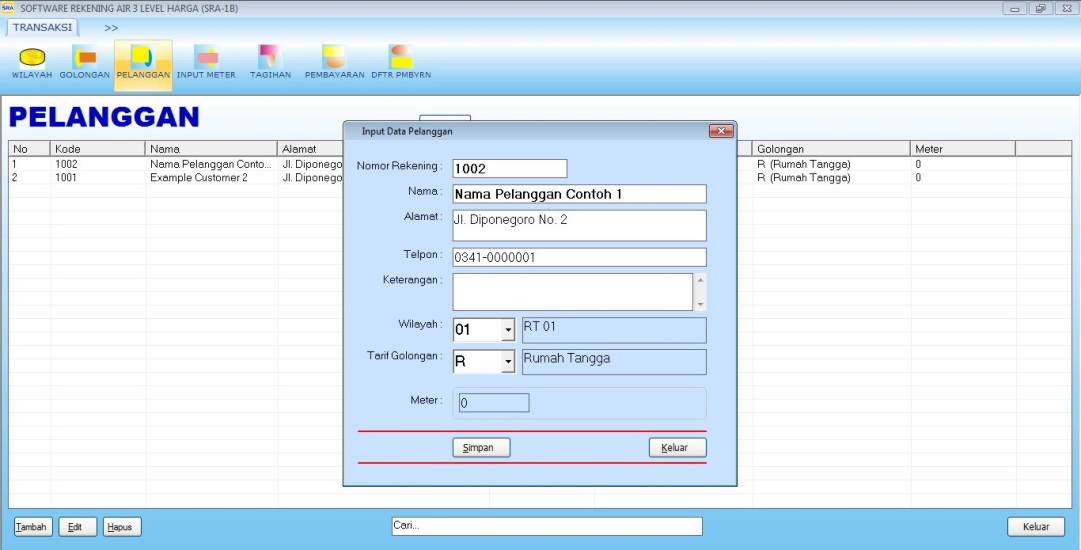 SRA SOFTWARE REKENING AIR 3 LEVEL HARGA (SRA-1B)
TRANSAKSI >>
WILAYAH GOLONGAN PELANGGAN INPUT METER TAGIHAN PEMBAYARAN DFTR PMBYRN
PELANGGAN
No Kode Nama Alamat Golongan Meter
1 1002 Nama Pelanggan Conto... Jl. Diponego R (Rumah Tangga) 0
2 1001 Example Customer 2 Jl. Diponego R (Rumah Tangga) 0
Input Data Pelanggan
Nomor Rekening : 1002
Nama : Nama Pelanggan Contoh 1
Alamat : Jl. Diponegoro No. 2
Telpon : 0341-0000001
Keterangan :
Wilayah : 01 RT 01
Tarif Golongan : R Rumah Tangga
Meter : 0
Simpan Keluar
Tambah Edit Hapus Cari... Keluar